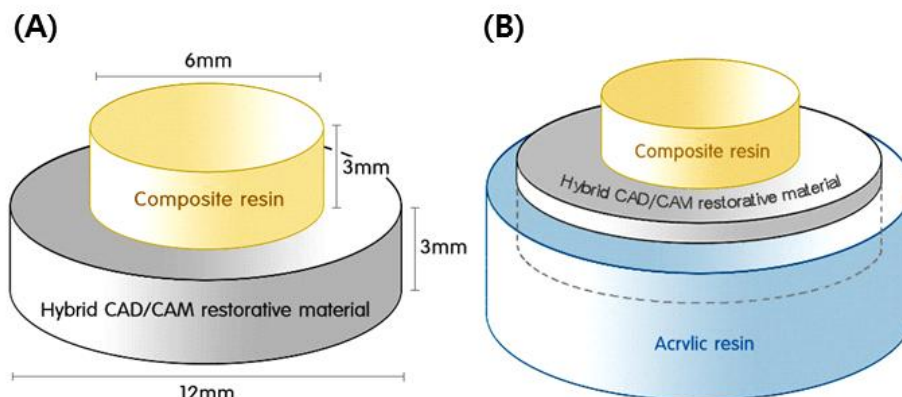 (A)
6mm
Composite resin
3mm
3mm
Hybrid CAD/CAM restorative material
12mm
(B)
Composite resin
Hybrid CAD/CAM restorative material
Acrylic resin